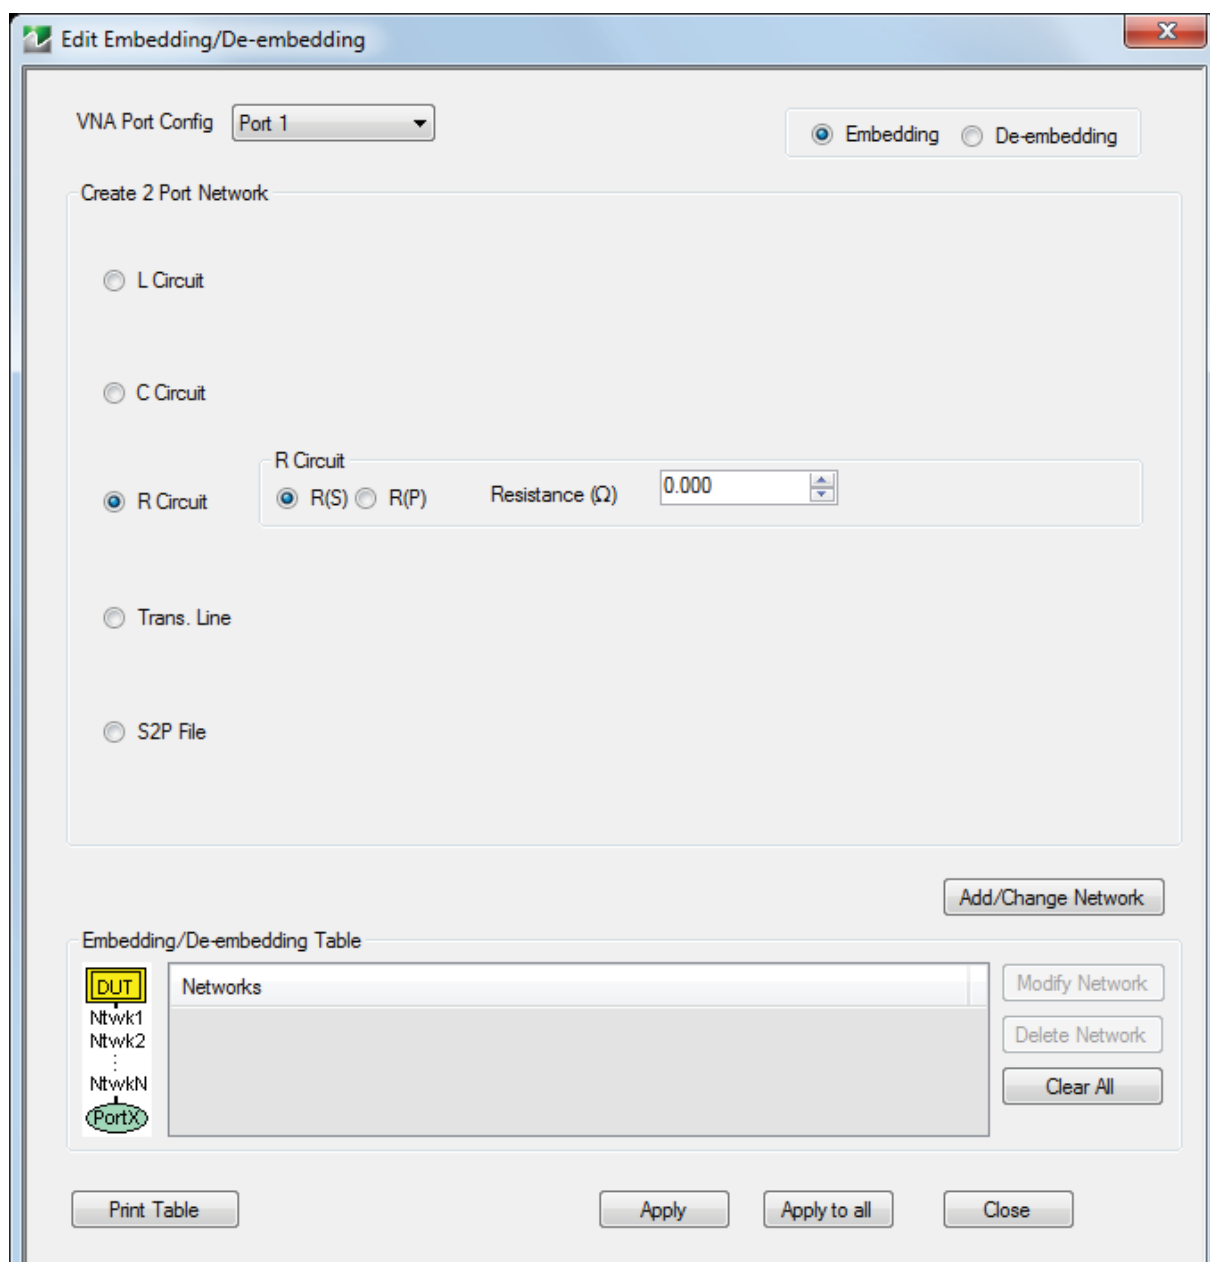 Edit Embedding/De-embedding
VNA Port Config Port 1 Embedding De-embedding
Create 2 Port Network
L Circuit
C Circuit
R Circuit
R Circuit R(S) R(P) Resistance (Ω) 0.000
Trans. Line
S2P File
Add/Change Network
Embedding/De-embedding Table
DUT Networks Modify Network
Ntwk1
Ntwk2 Delete Network
NtwkN Clear All
PortX
Print Table Apply Apply to all Close